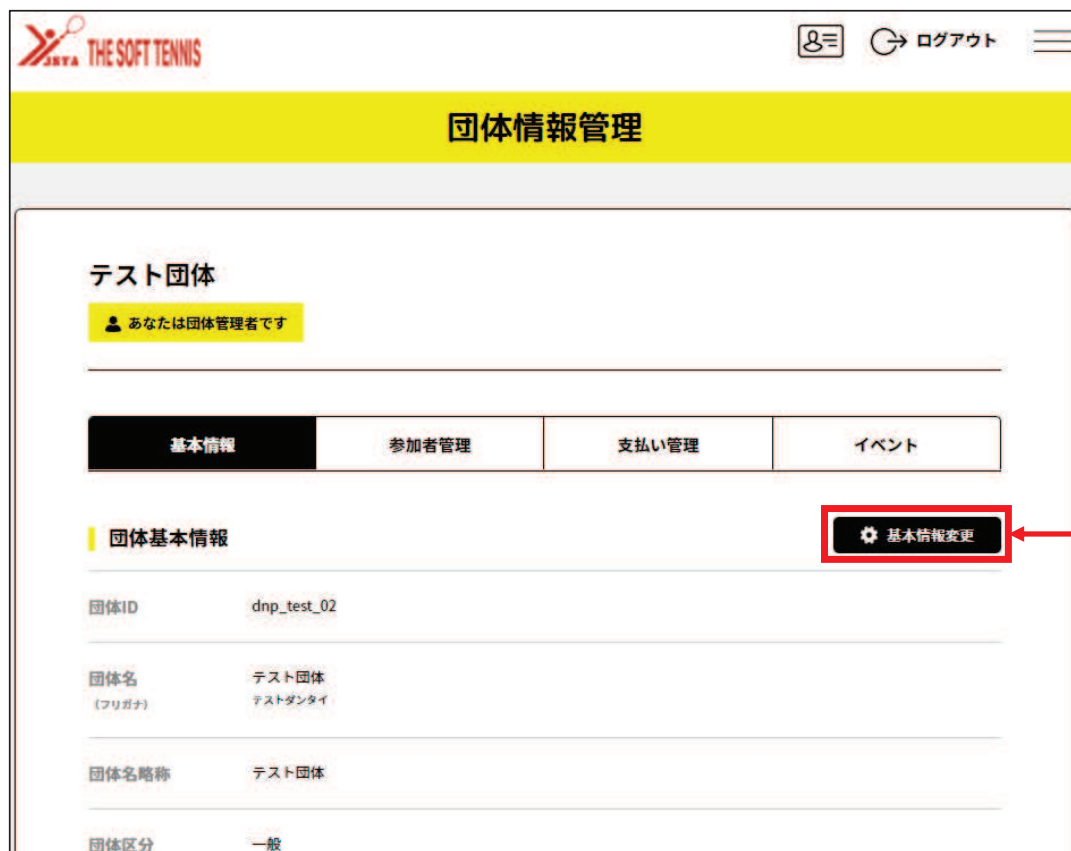 JSTA THE SOFT TENNIS
ログアウト
団体情報管理
テスト団体
あなたは団体管理者です
基本情報 参加者管理 支払い管理 イベント
団体基本情報 基本情報変更
団体ID dnp_test_02
団体名 テスト団体
(フリガナ) テストダンタイ
団体名略称 テスト団体
団体区分 一般